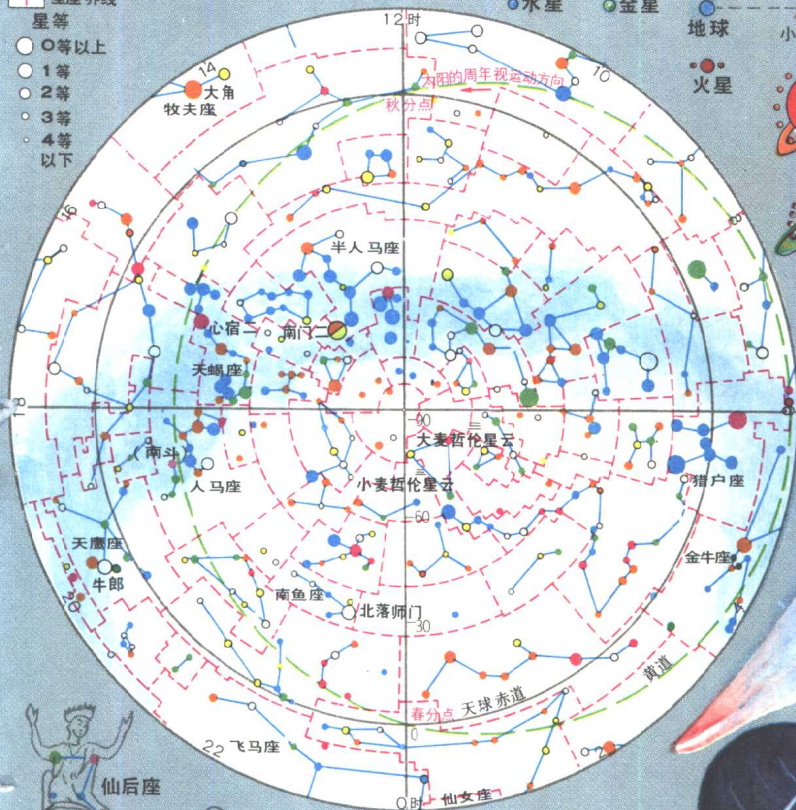 星座界线
星等
0等以上
1等
2等
3等
4等
以下
水星
金星
地球
小
火星
12时
14
10
大角
牧夫座
太阳的周年视运动方向
秋分点
16
半人马座
心宿二
南门二
天蝎座
18
90
大麦哲伦星云
(南斗)
人马座
小麦哲伦星云
猎户座
60
天鹰座
牛郎
金牛座
南鱼座
北落师门
30
黄道
天球赤道
春分点
0
22
飞马座
2
0时
仙女座
仙后座